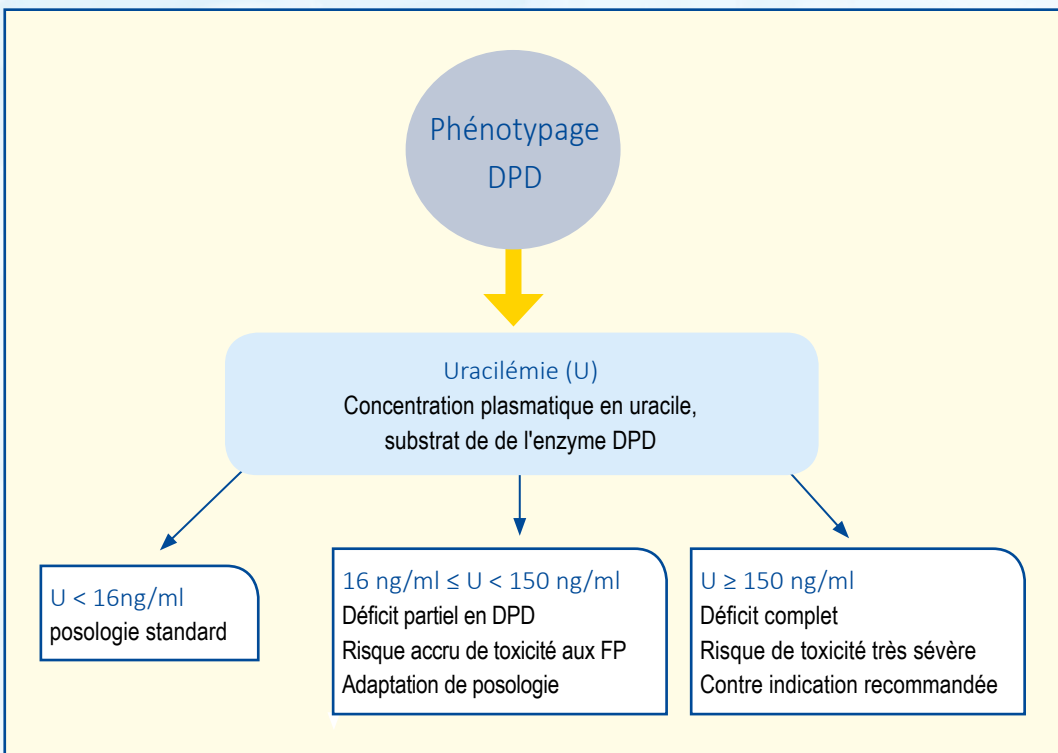 Phénotypage
DPD
Uracilémie (U)
Concentration plasmatique en uracile,
substrat de de l'enzyme DPD
U < 16ng/ml
posologie standard
16 ng/ml ≤ U < 150 ng/ml
Déficit partiel en DPD
Risque accru de toxicité aux FP
Adaptation de posologie
U ≥ 150 ng/ml
Déficit complet
Risque de toxicité très sévère
Contre indication recommandée